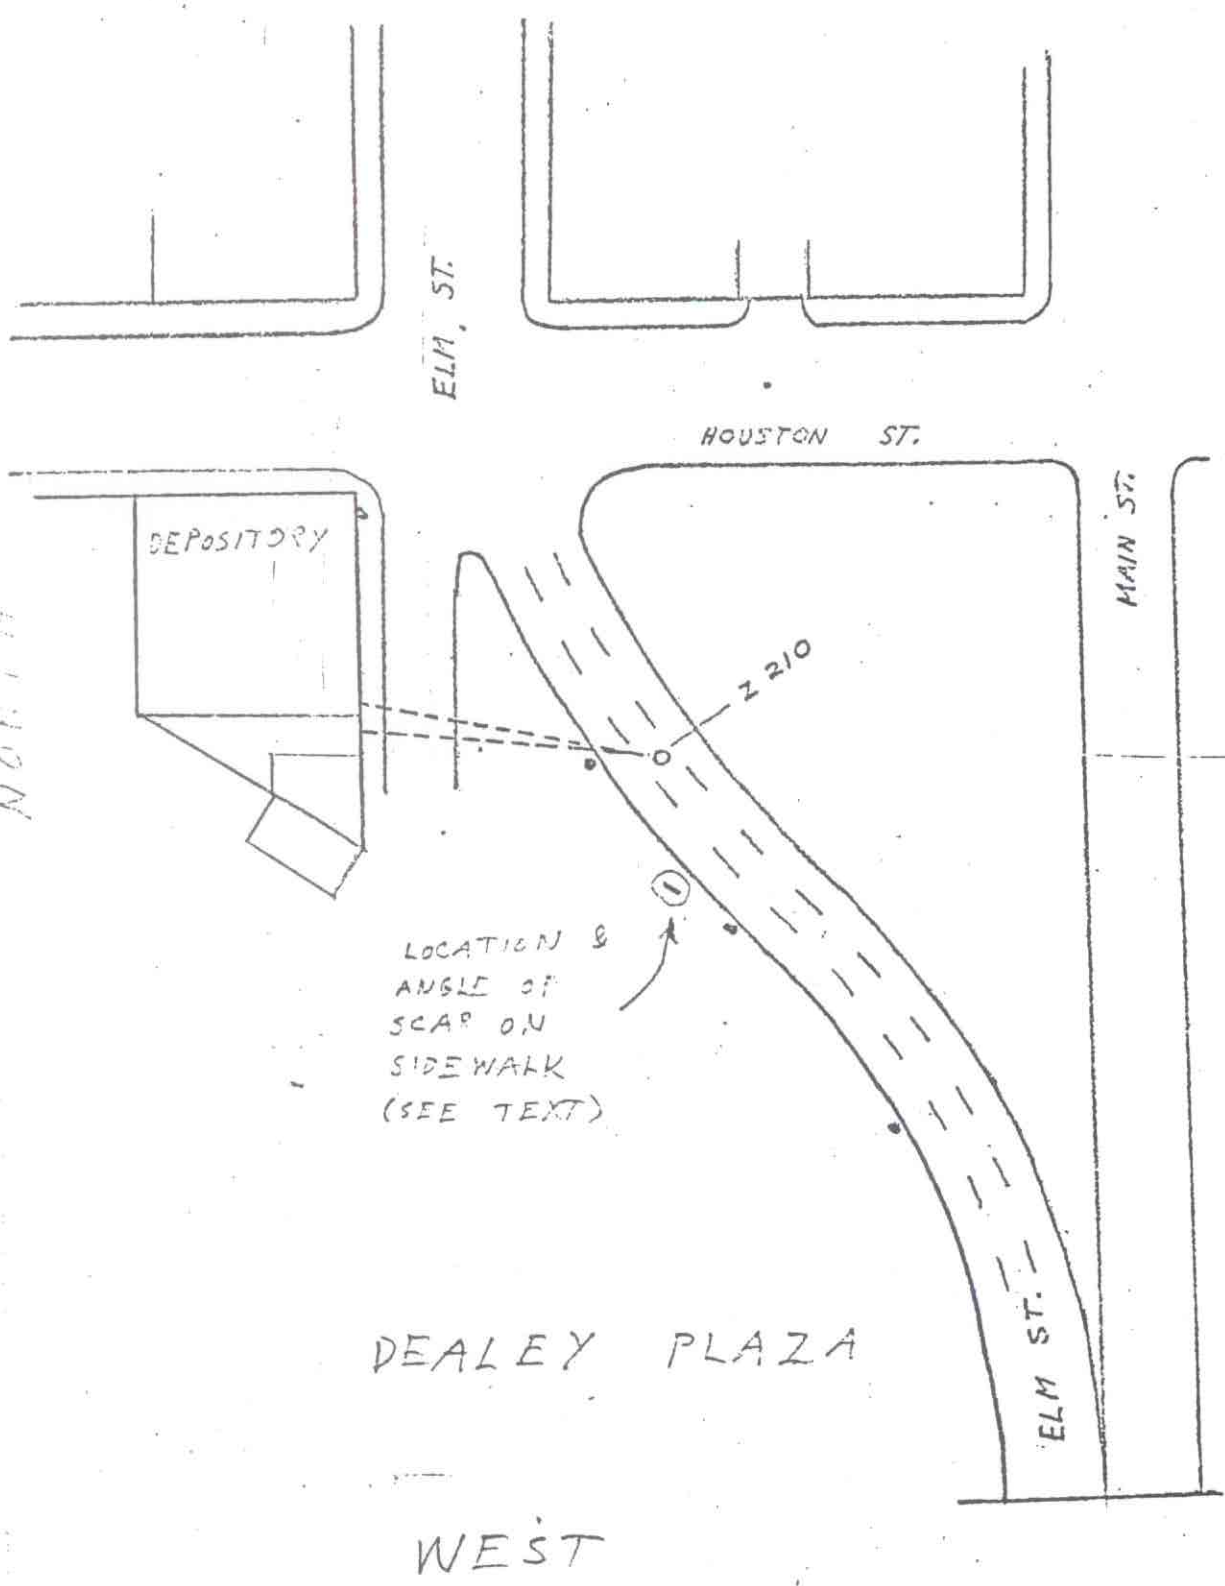 ELM. ST.
HOUSTON ST.
MAIN ST.
DEPOSITORY
NORTH
Z 210
1
LOCATION &
ANGLE OF
SCAR ON
SIDEWALK
(SEE TEXT)
ELM ST.
DEALEY PLAZA
WEST